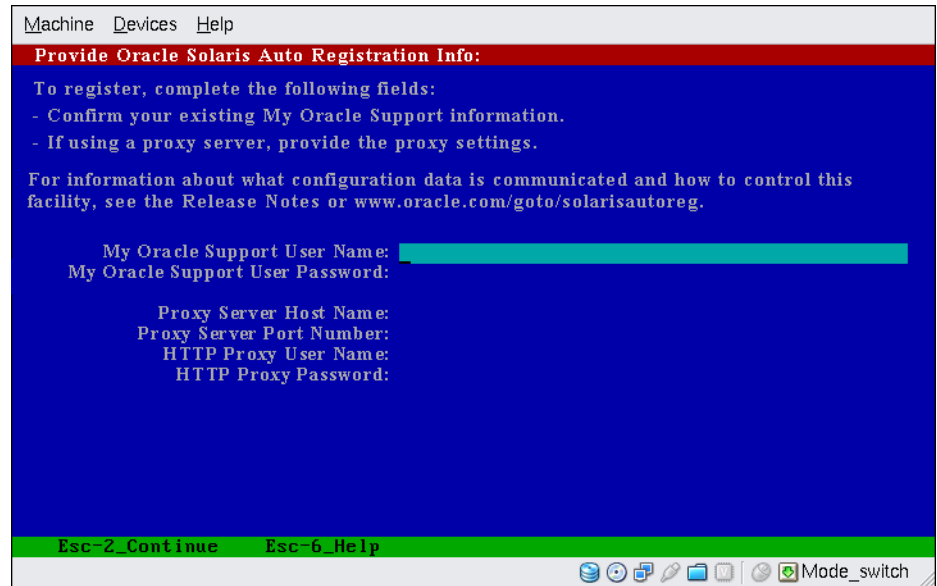 Machine Devices Help
Provide Oracle Solaris Auto Registration Info:
To register, complete the following fields:
- Confirm your existing My Oracle Support information.
- If using a proxy server, provide the proxy settings.
For information about what configuration data is communicated and how to control this
facility, see the Release Notes or www.oracle.com/goto/solarisautoreg.
My Oracle Support User Name:
My Oracle Support User Password:
Proxy Server Host Name:
Proxy Server Port Number:
HTTP Proxy User Name:
HTTP Proxy Password:
Esc-2_Continue Esc-6_Help
Mode_switch